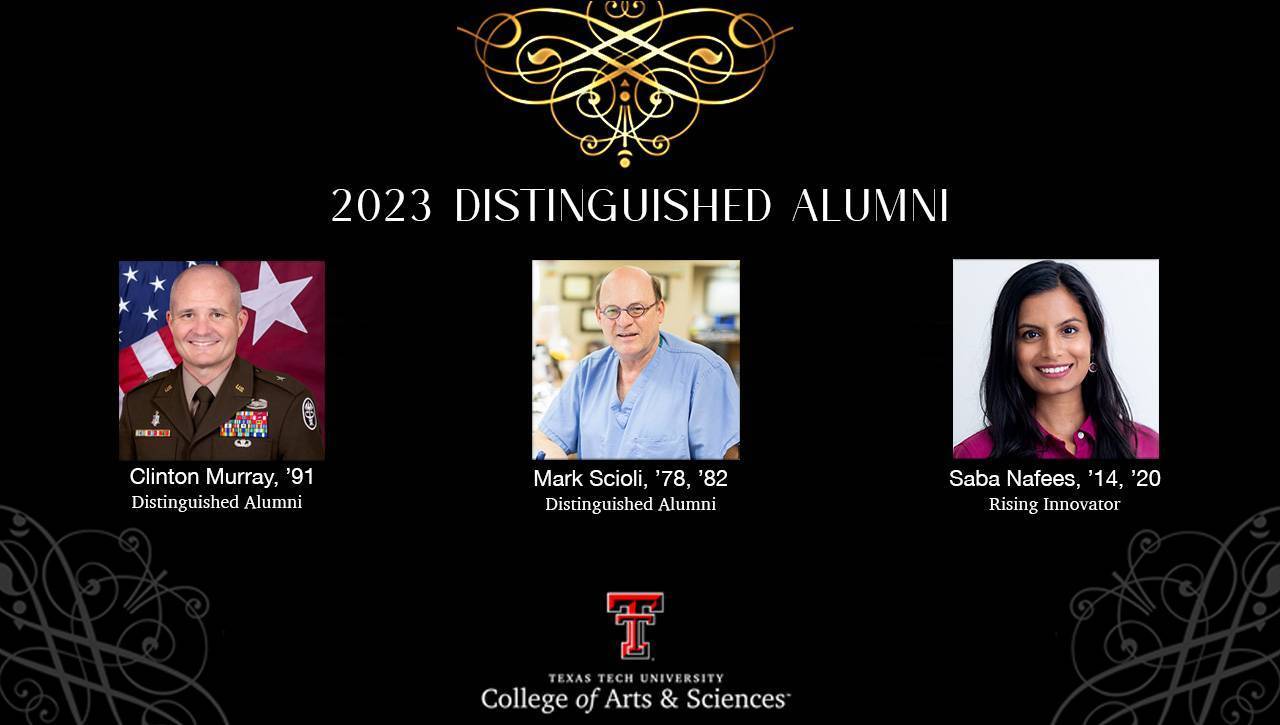 2023 DISTINGUISHED ALUMNI
Clinton Murray, ’91
Distinguished Alumni
Mark Scioli, ’78, ’82
Distinguished Alumni
Saba Nafees, ’14, ’20
Rising Innovator
TEXAS TECH UNIVERSITY
College of Arts & Sciences™